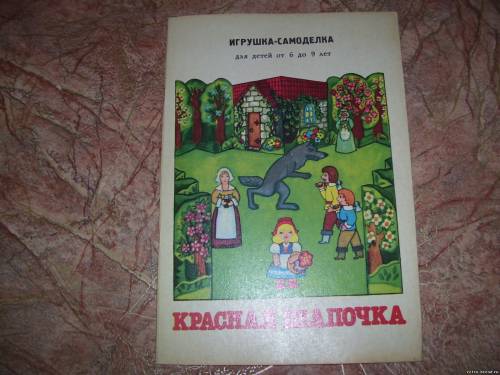 ИГРУШКА-САМОДЕЛКА
для детей от 6 до 9 лет
КРАСНАЯ ШАПОЧКА